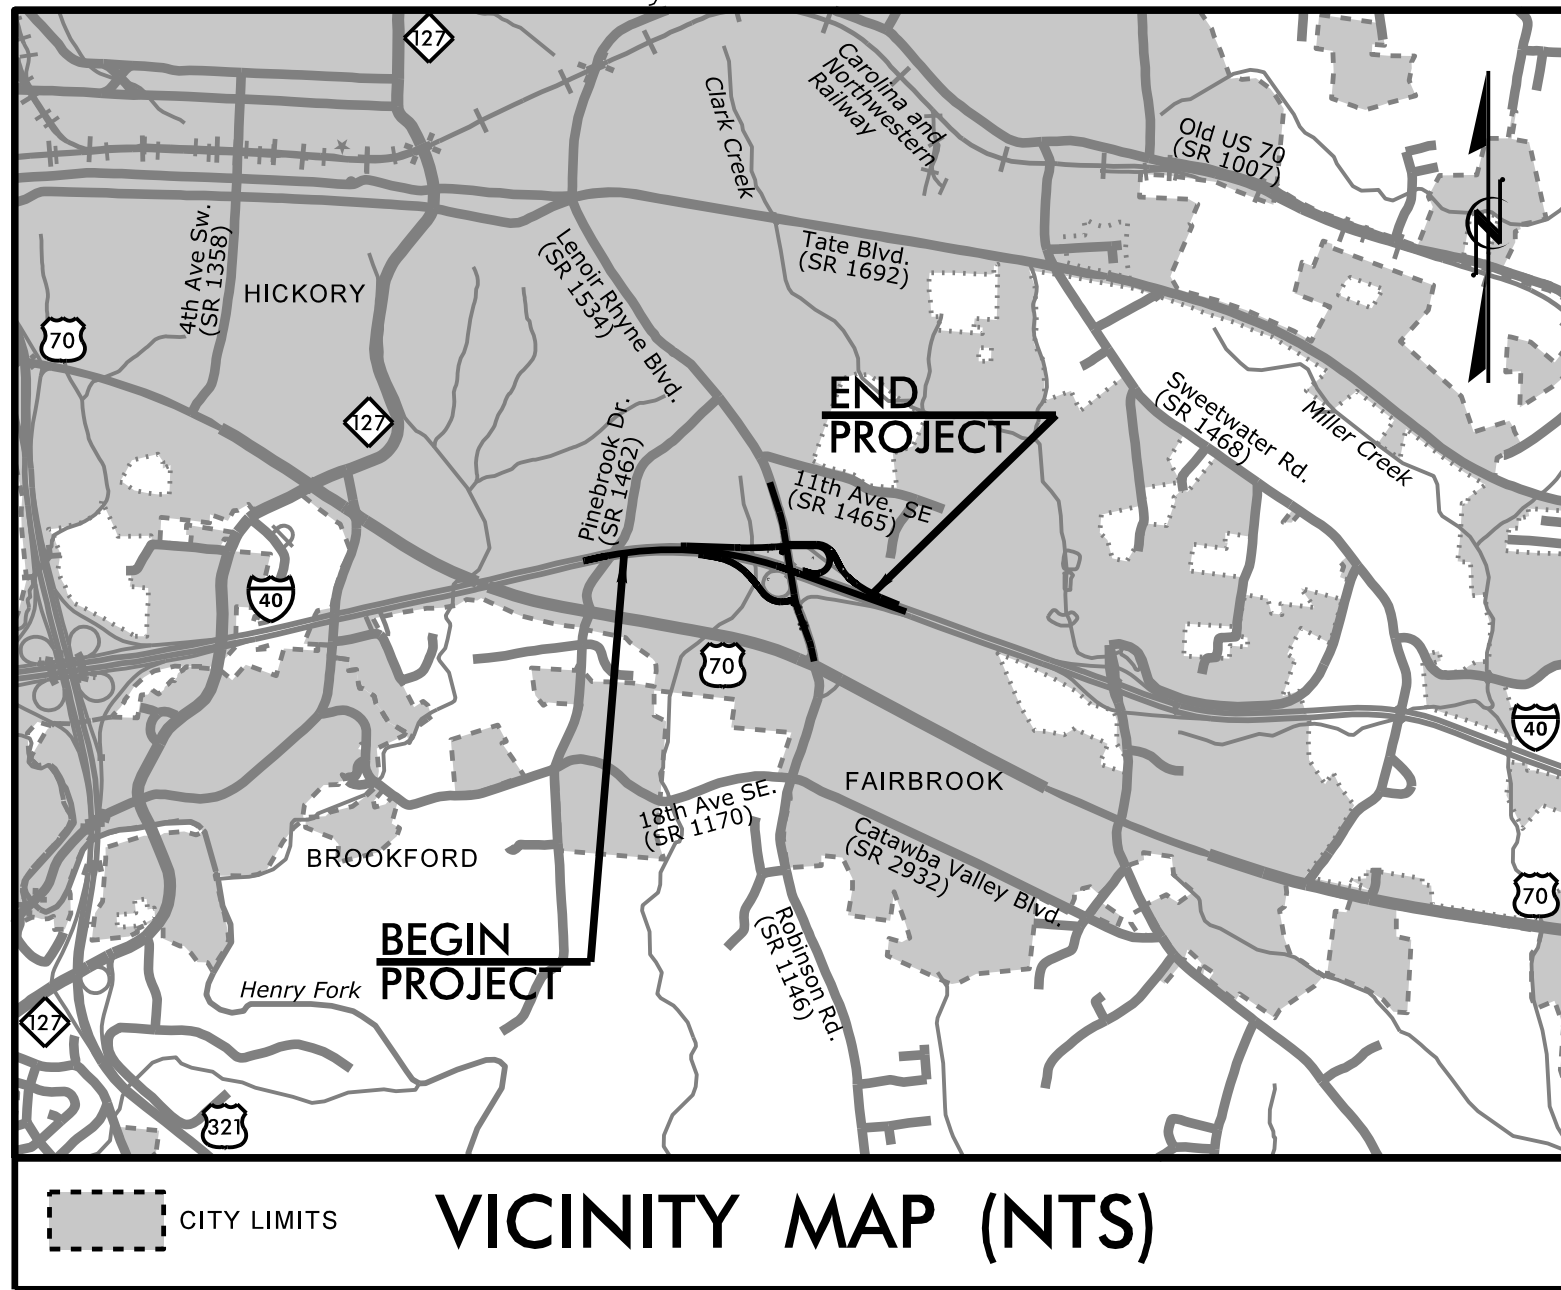 127
Carolina and
Northwestern
Railway
Clark Creek
Old US 70
(SR 1007)
N
4th Ave Sw.
(SR 1358)
HICKORY
Lenoir Rhyne Blvd.
(SR 1534)
Tate Blvd.
(SR 1692)
70
127
Pinebrook Dr.
(SR 1462)
END
PROJECT
Sweetwater Rd.
(SR 1468)
Miller Creek
11th Ave. SE
(SR 1465)
40
70
40
FAIRBROOK
18th Ave SE.
(SR 1170)
BROOKFORD
Catawba Valley Blvd.
(SR 2932)
70
BEGIN
PROJECT
Robinson Rd.
(SR 1146)
Henry Fork
127
321
CITY LIMITS
VICINITY MAP (NTS)